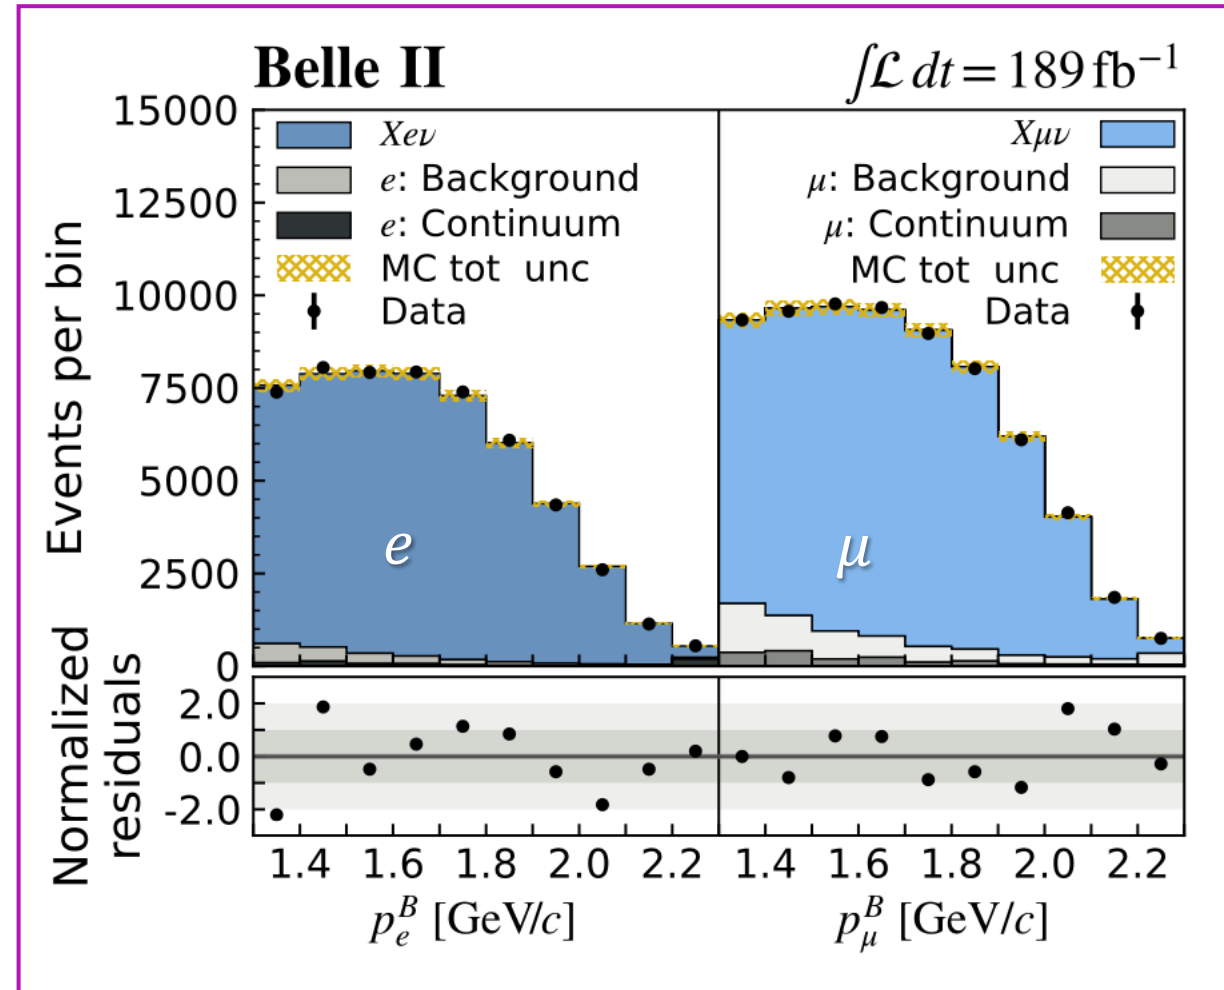 Belle II
∫ℒ dt = 189 fb⁻¹
Events per bin
15000
12500
10000
7500
5000
2500
0
Xeν
e: Background
e: Continuum
MC tot unc
Data
e
Xμν
μ: Background
μ: Continuum
MC tot unc
Data
μ
Normalized
residuals
2.0
0.0
-2.0
1.4 1.6 1.8 2.0 2.2 1.4 1.6 1.8 2.0 2.2
pₑᴮ [GeV/c]
p_μ^B [GeV/c]